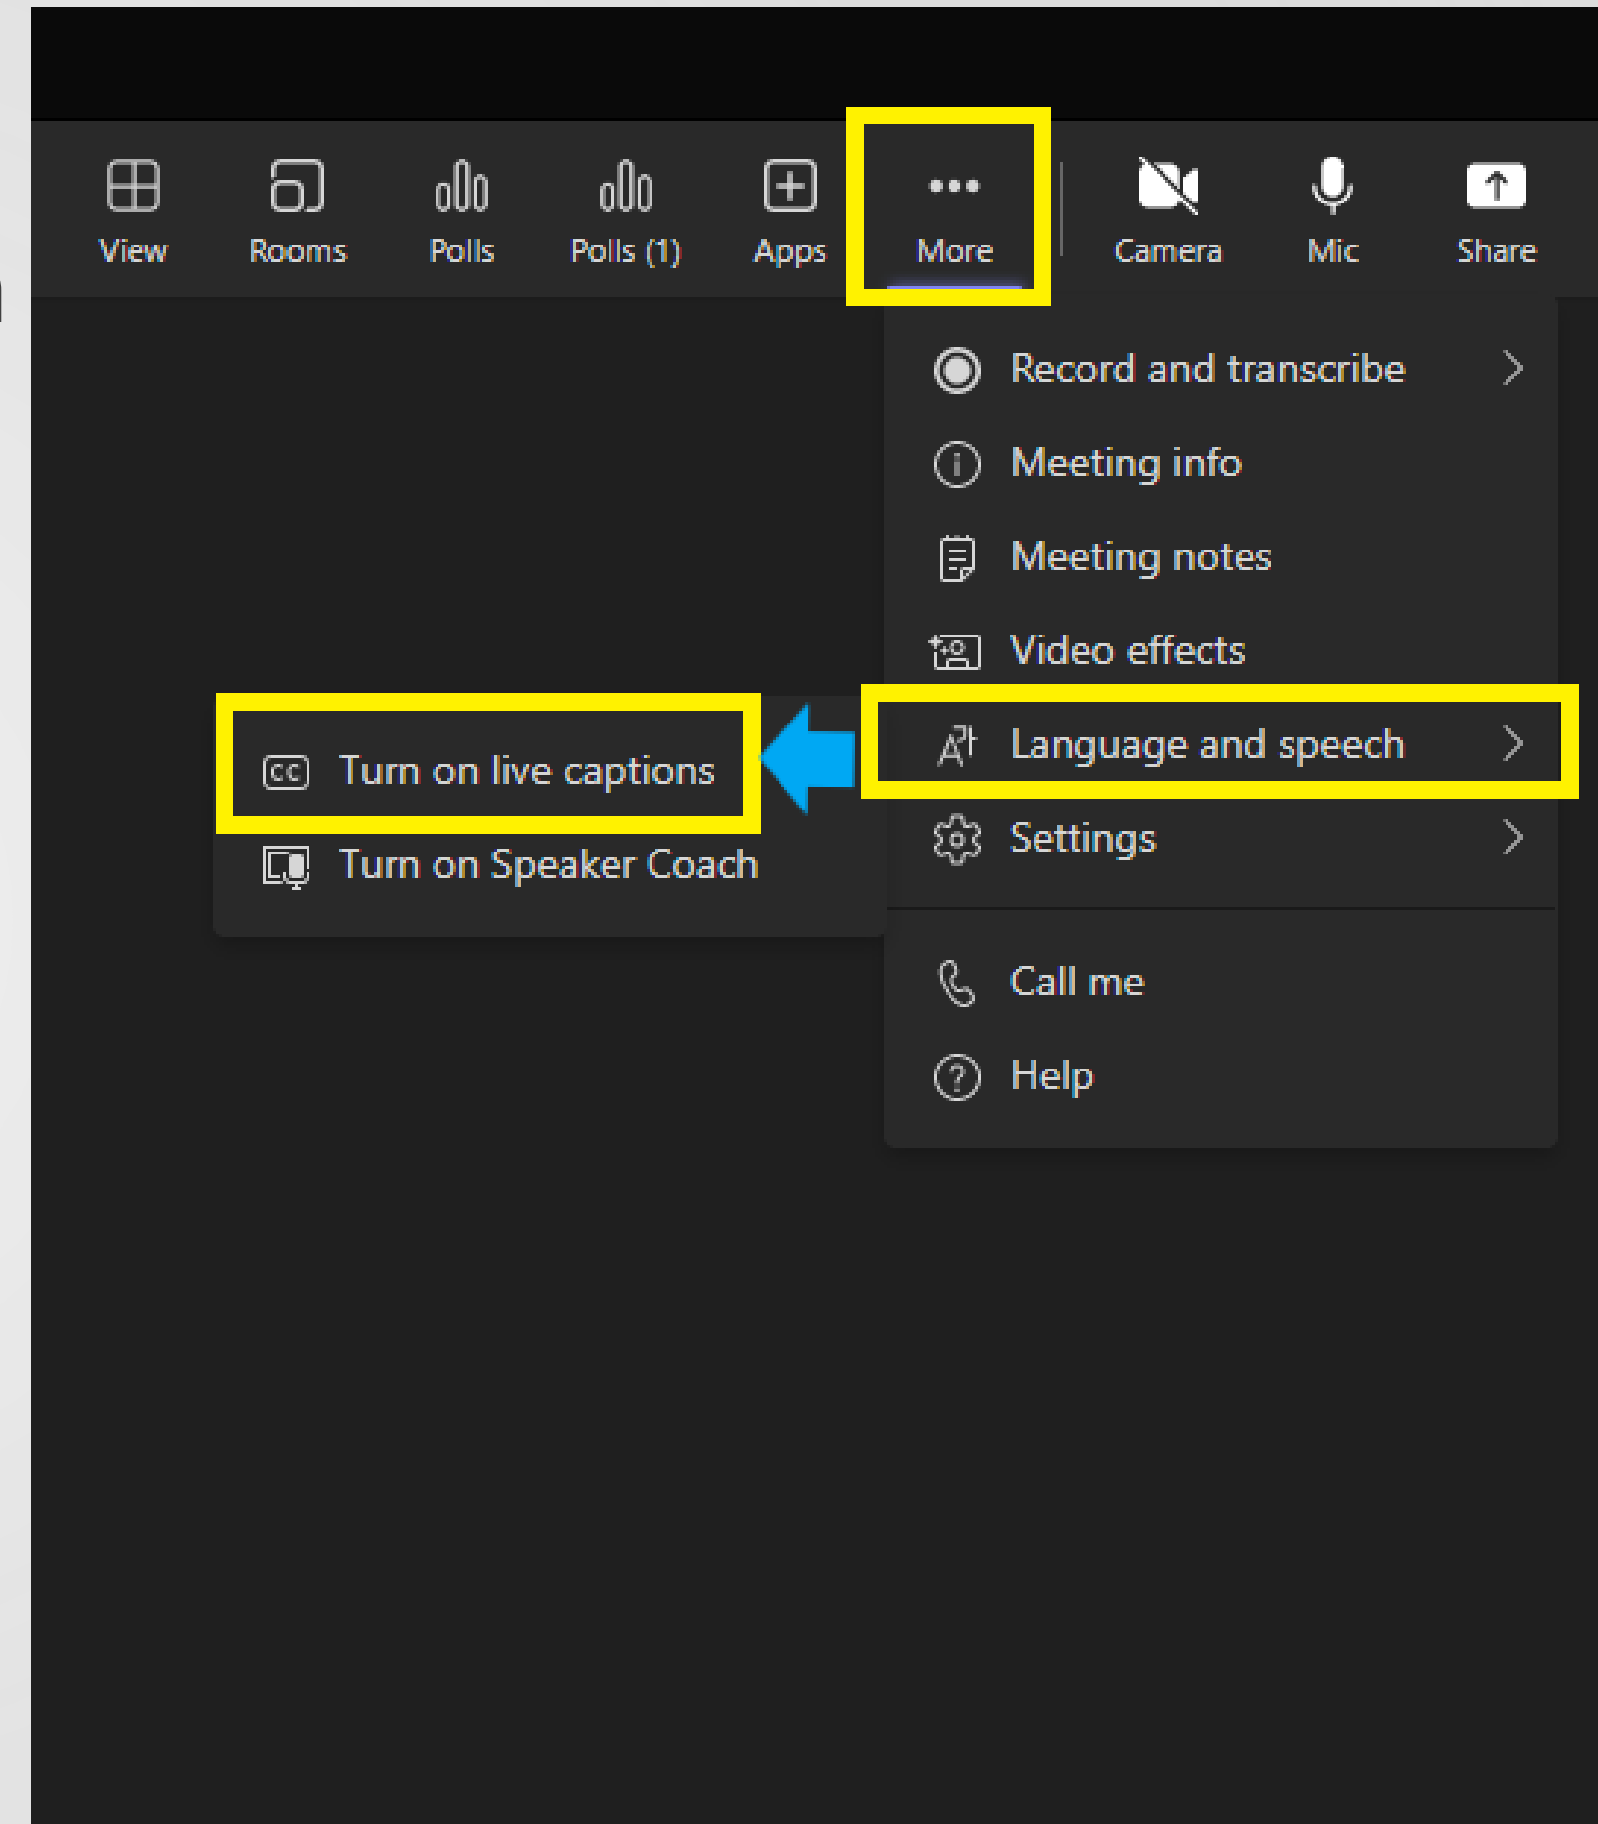 View Rooms Polls Polls (1) Apps More Camera Mic Share
Record and transcribe
Meeting info
Meeting notes
Video effects
Language and speech
Turn on live captions
Settings
Turn on Speaker Coach
Call me
Help